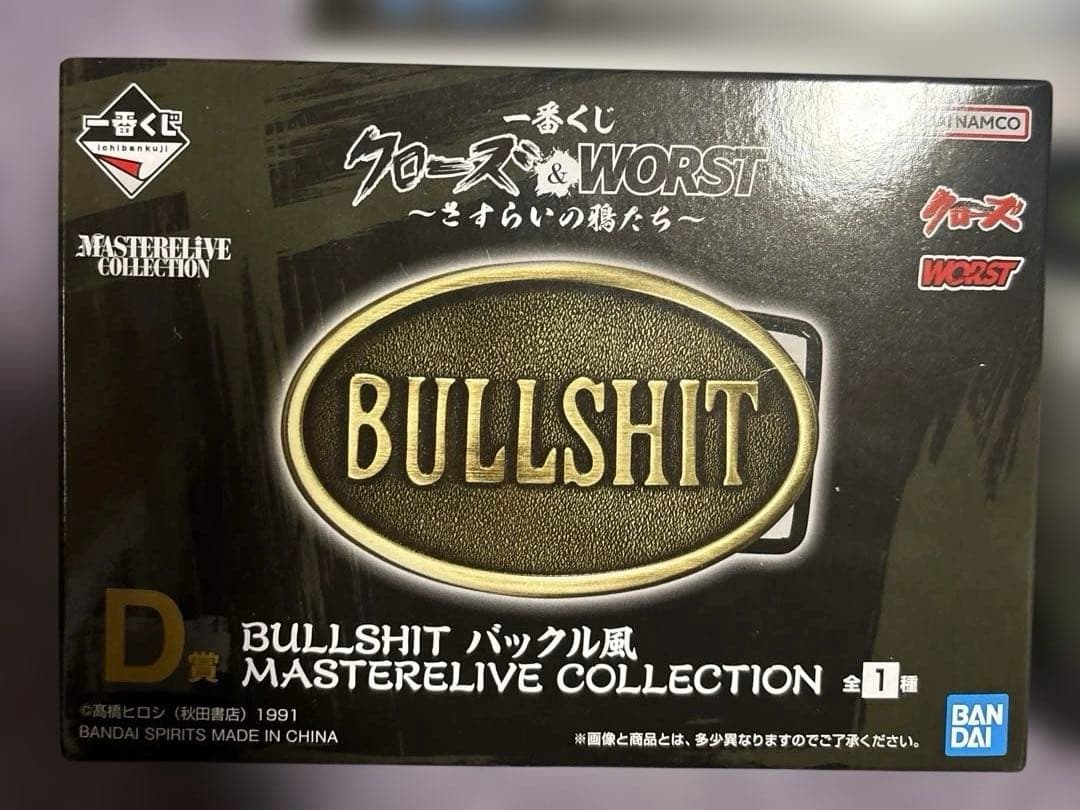 一番くじ
ichibankuji
一番くじ
クローズ&WORST
〜さすらいの鴉たち〜
NAMCO
クローズ
WORST
MASTERELIVE
COLLECTION
BULLSHIT
D賞
BULLSHIT バックル風
MASTERELIVE COLLECTION 全1種
©髙橋ヒロシ（秋田書店）1991
BANDAI SPIRITS MADE IN CHINA
※画像と商品とは、多少異なりますのでご了承ください。
BAN
DAI